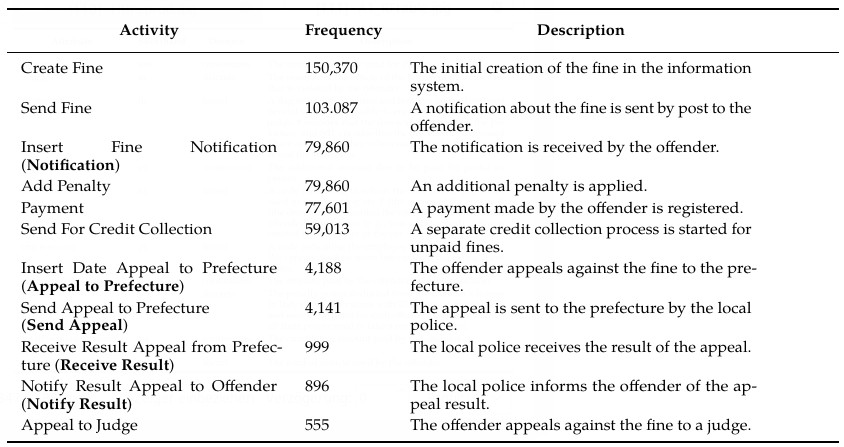 Activity Frequency Description
Create Fine 150,370 The initial creation of the fine in the information
system.
Send Fine 103.087 A notification about the fine is sent by post to the
offender.
Insert Fine Notification 79,860 The notification is received by the offender.
(Notification)
Add Penalty 79,860 An additional penalty is applied.
Payment 77,601 A payment made by the offender is registered.
Send For Credit Collection 59,013 A separate credit collection process is started for
unpaid fines.
Insert Date Appeal to Prefecture 4,188 The offender appeals against the fine to the pre-
(Appeal to Prefecture) fecture.
Send Appeal to Prefecture 4,141 The appeal is sent to the prefecture by the local
(Send Appeal) police.
Receive Result Appeal from Prefec- 999 The local police receives the result of the appeal.
ture (Receive Result)
Notify Result Appeal to Offender 896 The local police informs the offender of the ap-
(Notify Result) peal result.
Appeal to Judge 555 The offender appeals against the fine to a judge.